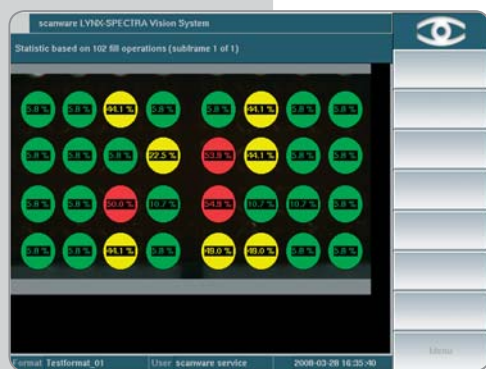 scanware LYNX-SPECTRA Vision System
Statistic based on 102 fill operations (subframe 1 of 1)
5.8 % 5.8 % 44.1 % 5.8 % 5.8 % 44.1 % 5.8 % 5.8 %
5.8 % 5.8 % 5.8 % 22.5 % 53.9 % 44.1 % 5.8 % 5.8 %
5.8 % 5.8 % 50.0 % 10.7 % 54.9 % 10.7 % 10.7 % 5.8 %
5.8 % 5.8 % 44.1 % 5.8 % 49.0 % 49.0 % 5.8 % 5.8 %
Menu
Format Testformat_01 User scanware service 2008-03-28 16:35:40